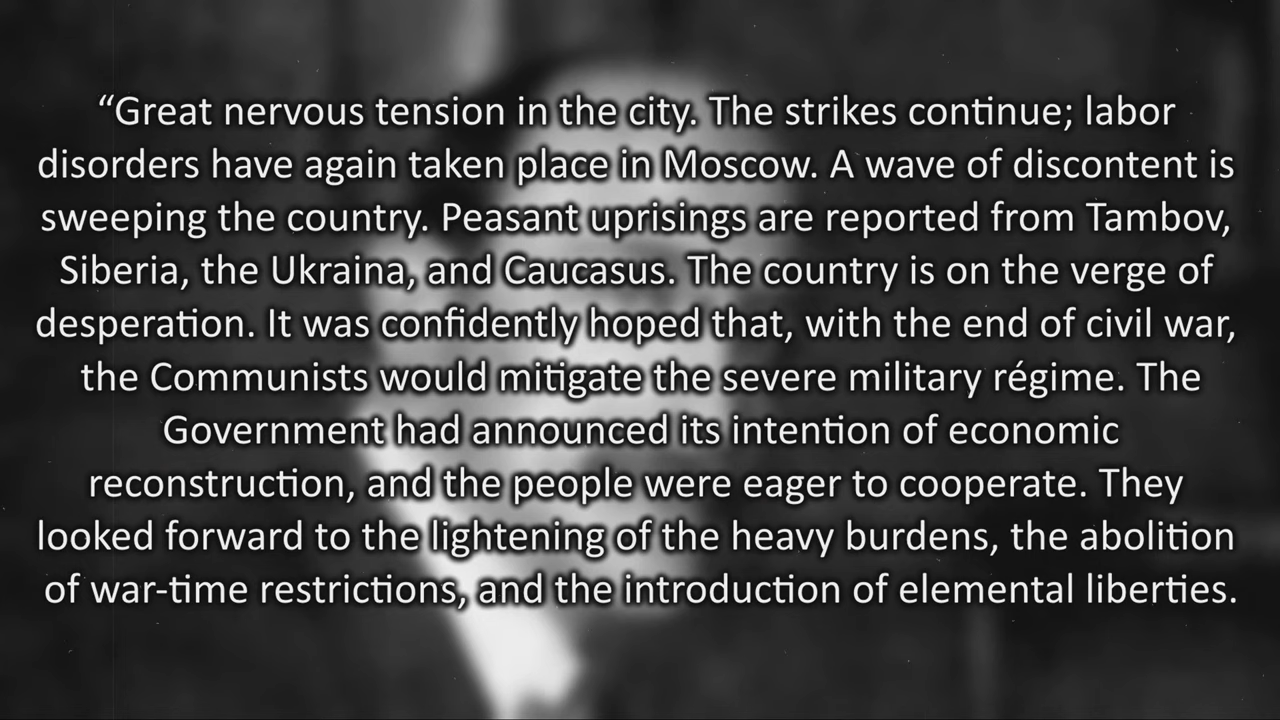 “Great nervous tension in the city. The strikes continue; labor
disorders have again taken place in Moscow. A wave of discontent is
sweeping the country. Peasant uprisings are reported from Tambov,
Siberia, the Ukraina, and Caucasus. The country is on the verge of
desperation. It was confidently hoped that, with the end of civil war,
the Communists would mitigate the severe military régime. The
Government had announced its intention of economic
reconstruction, and the people were eager to cooperate. They
looked forward to the lightening of the heavy burdens, the abolition
of war-time restrictions, and the introduction of elemental liberties.